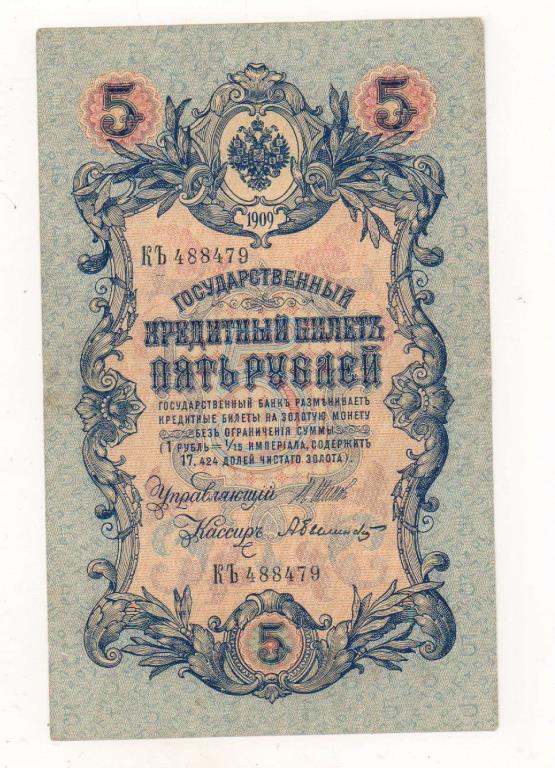 5 5
1909
КЪ 488479
ГОСУДАРСТВЕННЫЙ
КРЕДИТНЫЙ БИЛЕТЪ
ПЯТЬ РУБЛЕЙ
ГОСУДАРСТВЕННЫЙ БАНКЪ РАЗМѢНИВАЕТЪ
КРЕДИТНЫЕ БИЛЕТЫ НА ЗОЛОТУЮ МОНЕТУ
БЕЗЪ ОГРАНИЧЕНІЯ СУММЫ
(1 РУБЛЬ = 1/15 ИМПЕРІАЛА, СОДЕРЖИТЪ
17,424 ДОЛЕЙ ЧИСТАГО ЗОЛОТА).
Управляющій
Кассиръ
КЪ 488479
5